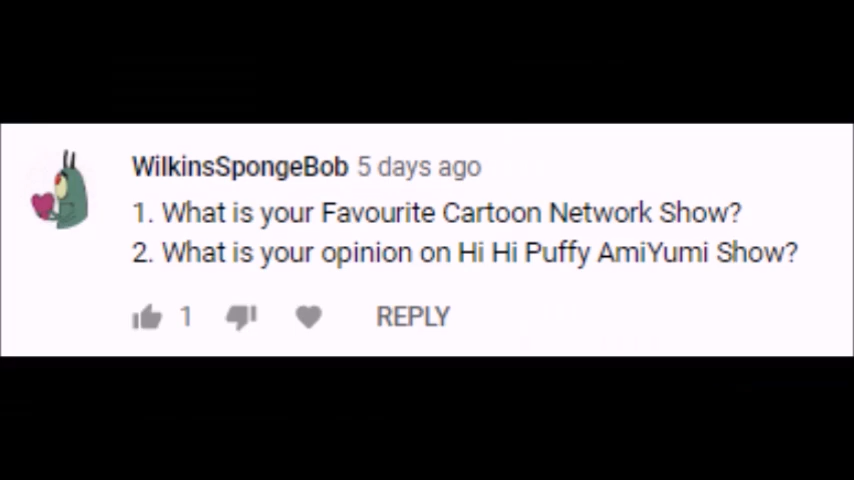 WilkinsSpongeBob 5 days ago
1. What is your Favourite Cartoon Network Show?
2. What is your opinion on Hi Hi Puffy AmiYumi Show?
1 REPLY